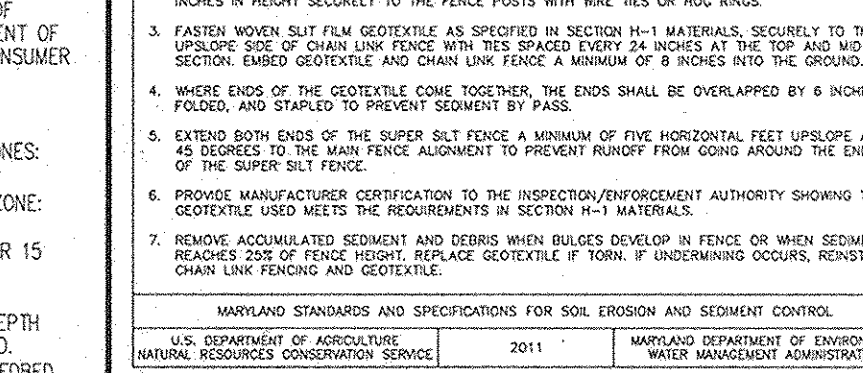 OF
ENT OF
ONSUMER
ONES:
ZONE:
R 15
EPTH
O.
INCHES IN HEIGHT SECURELY TO THE FENCE POSTS WITH WIRE TIES OR HOG RINGS.
3. FASTEN WOVEN SLIT FILM GEOTEXTILE AS SPECIFIED IN SECTION H-1 MATERIALS, SECURELY TO TH
UPSLOPE SIDE OF CHAIN LINK FENCE WITH TIES SPACED EVERY 24 INCHES AT THE TOP AND MID
SECTION. EMBED GEOTEXTILE AND CHAIN LINK FENCE A MINIMUM OF 8 INCHES INTO THE GROUND.
4. WHERE ENDS OF THE GEOTEXTILE COME TOGETHER, THE ENDS SHALL BE OVERLAPPED BY 6 INCHE
FOLDED, AND STAPLED TO PREVENT SEDIMENT BY PASS.
5. EXTEND BOTH ENDS OF THE SUPER SILT FENCE A MINIMUM OF FIVE HORIZONTAL FEET UPSLOPE A
45 DEGREES TO THE MAIN FENCE ALIGNMENT TO PREVENT RUNOFF FROM GOING AROUND THE END
OF THE SUPER SILT FENCE.
6. PROVIDE MANUFACTURER CERTIFICATION TO THE INSPECTION/ENFORCEMENT AUTHORITY SHOWING T
GEOTEXTILE USED MEETS THE REQUIREMENTS IN SECTION H-1 MATERIALS.
7. REMOVE ACCUMULATED SEDIMENT AND DEBRIS WHEN BULGES DEVELOP IN FENCE OR WHEN SEDIME
REACHES 25% OF FENCE HEIGHT. REPLACE GEOTEXTILE IF TORN. IF UNDERMINING OCCURS, REINST
CHAIN LINK FENCING AND GEOTEXTILE.
MARYLAND STANDARDS AND SPECIFICATIONS FOR SOIL EROSION AND SEDIMENT CONTROL
U.S. DEPARTMENT OF AGRICULTURE
NATURAL RESOURCES CONSERVATION SERVICE
2011
MARYLAND DEPARTMENT OF ENVIRON
WATER MANAGEMENT ADMINISTRAT